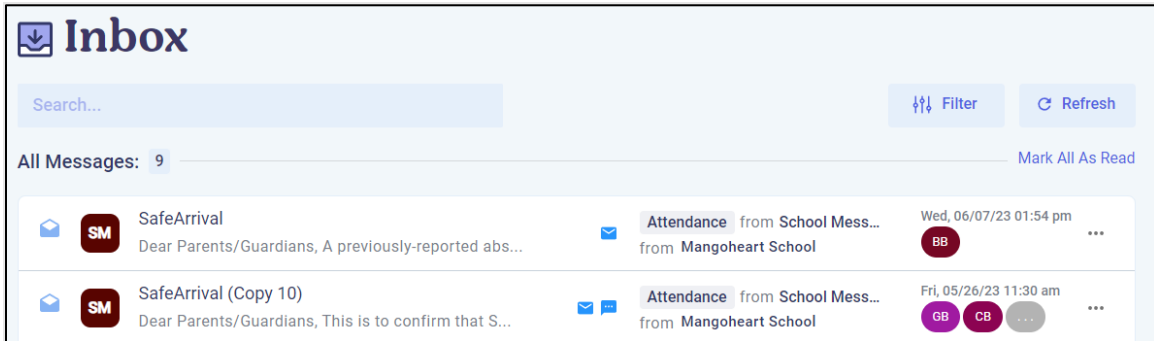 Inbox
Search...
Filter
Refresh
All Messages: 9
Mark All As Read
SM
SafeArrival
Dear Parents/Guardians, A previously-reported abs...
Attendance from School Mess...
from Mangoheart School
Wed, 06/07/23 01:54 pm
BB
...
SM
SafeArrival (Copy 10)
Dear Parents/Guardians, This is to confirm that S...
Attendance from School Mess...
from Mangoheart School
Fri, 05/26/23 11:30 am
GB CB ...
...